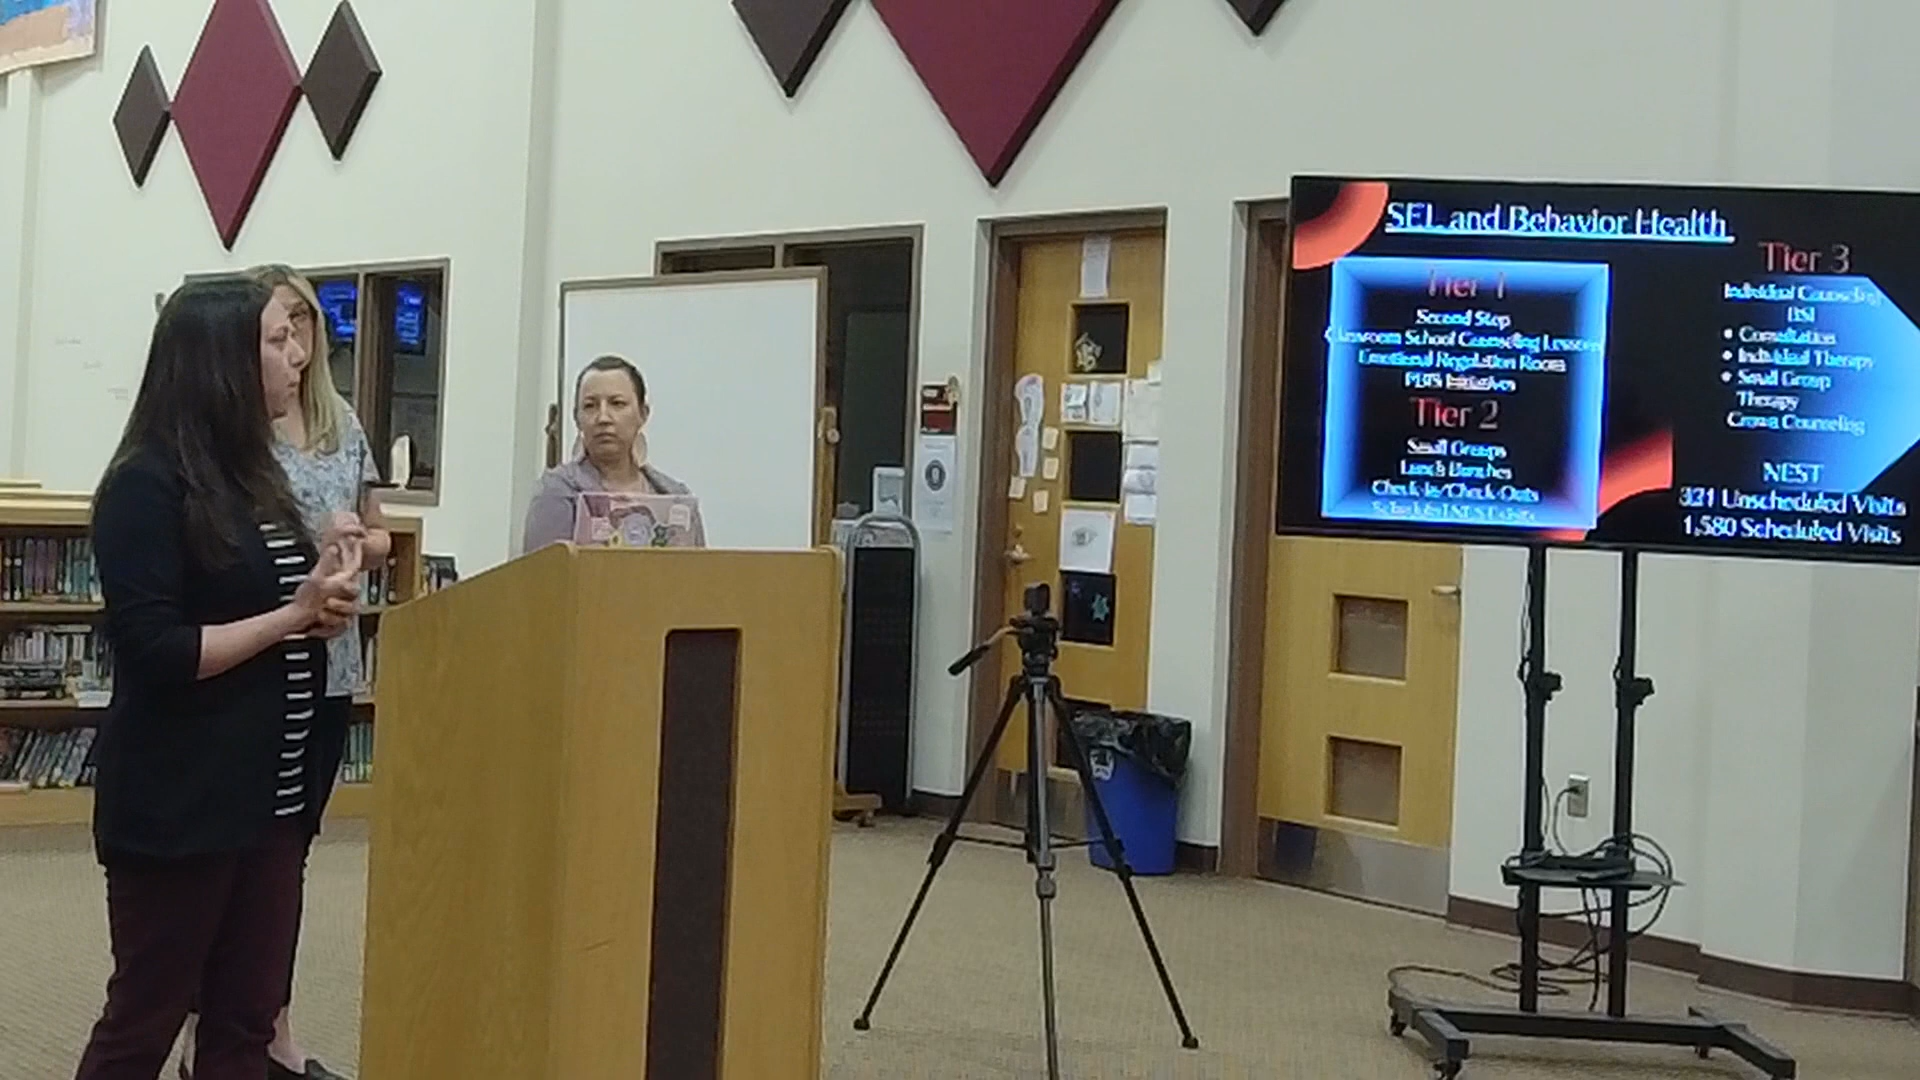 SEL and Behavior Health
Tier 1
Second Step
Classroom School Counseling Lessons
Emotional Regulation Room
PBIS Initiatives
Tier 2
Small Groups
Lunch Bunches
Check-In/Check-Outs
Tier 3
Individual Counseling
• Consultation
• Individual Therapy
• Small Group
Therapy
Crown Counseling
NEST
321 Unscheduled Visits
1,580 Scheduled Visits